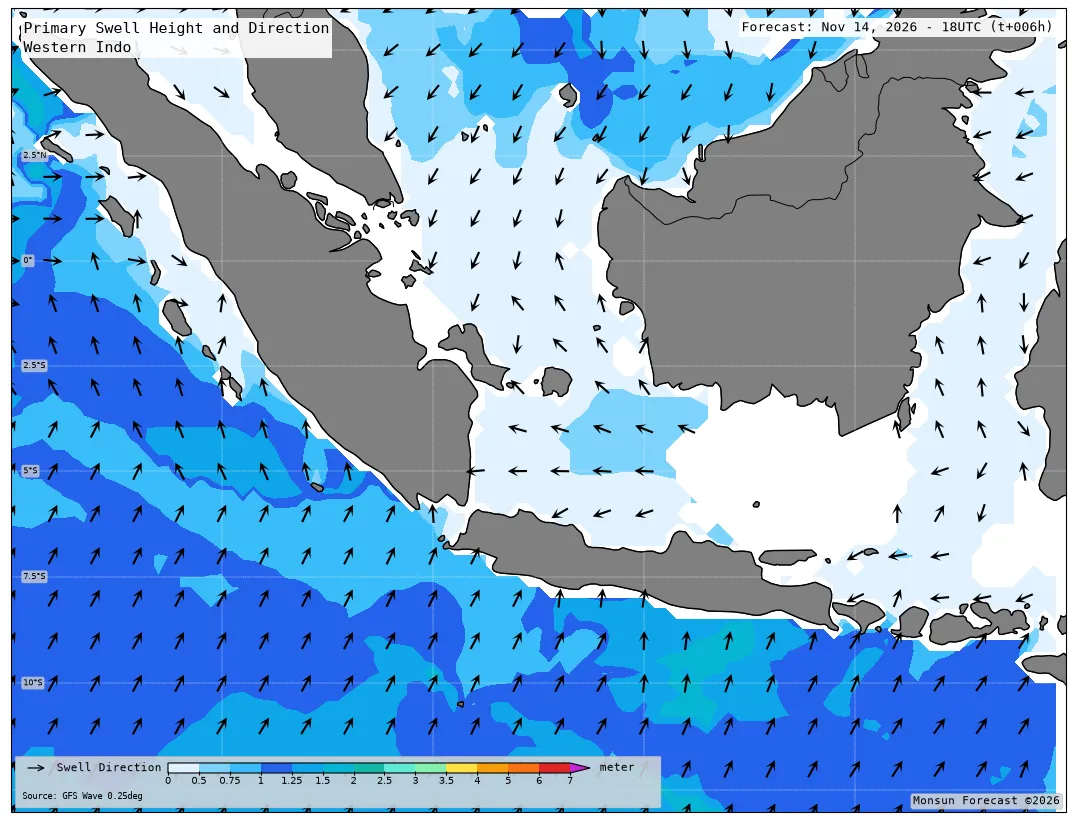 Primary Swell Height and Direction
Western Indo
Forecast: Nov 14, 2026 - 18UTC (t+006h)
2.5°N
0°
2.5°S
5°S
7.5°S
10°S
Swell Direction
0 0.5 0.75 1 1.25 1.5 2 2.5 3 3.5 4 5 6 7
meter
Source: GFS Wave 0.25deg
Monsun Forecast ©2026